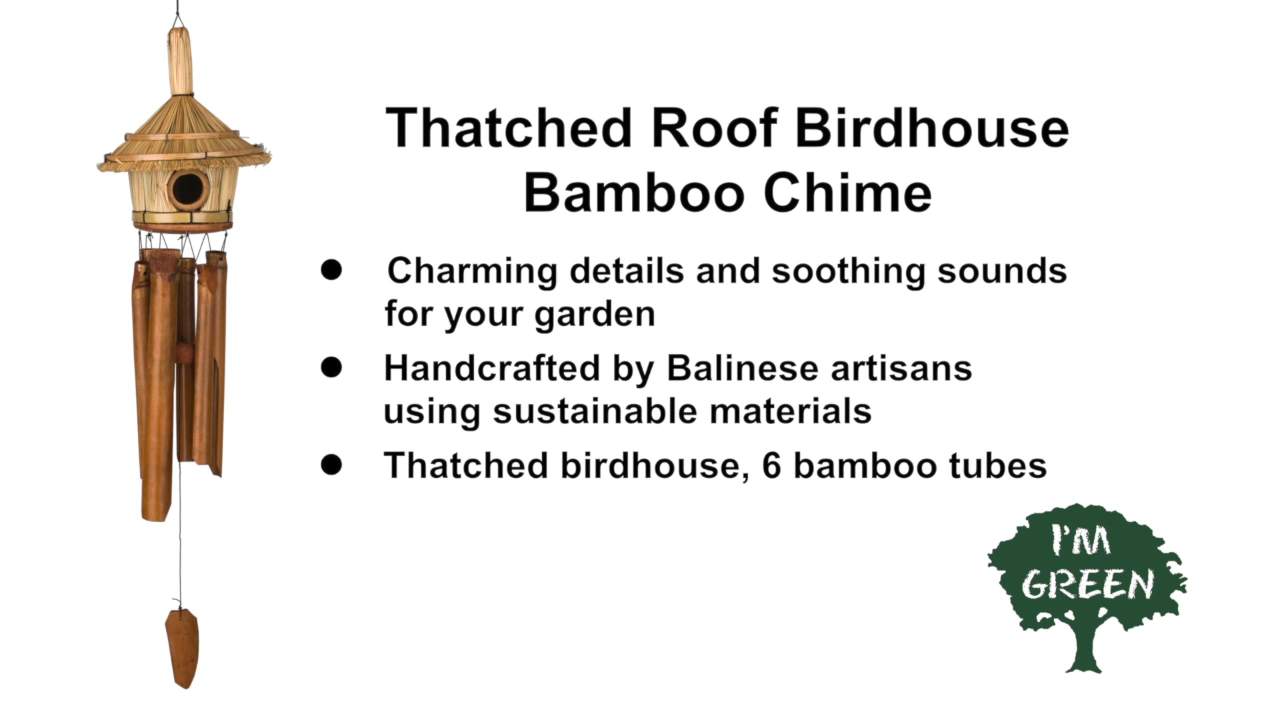 Thatched Roof Birdhouse
Bamboo Chime
● Charming details and soothing sounds
for your garden
● Handcrafted by Balinese artisans
using sustainable materials
● Thatched birdhouse, 6 bamboo tubes
I'M
GREEN